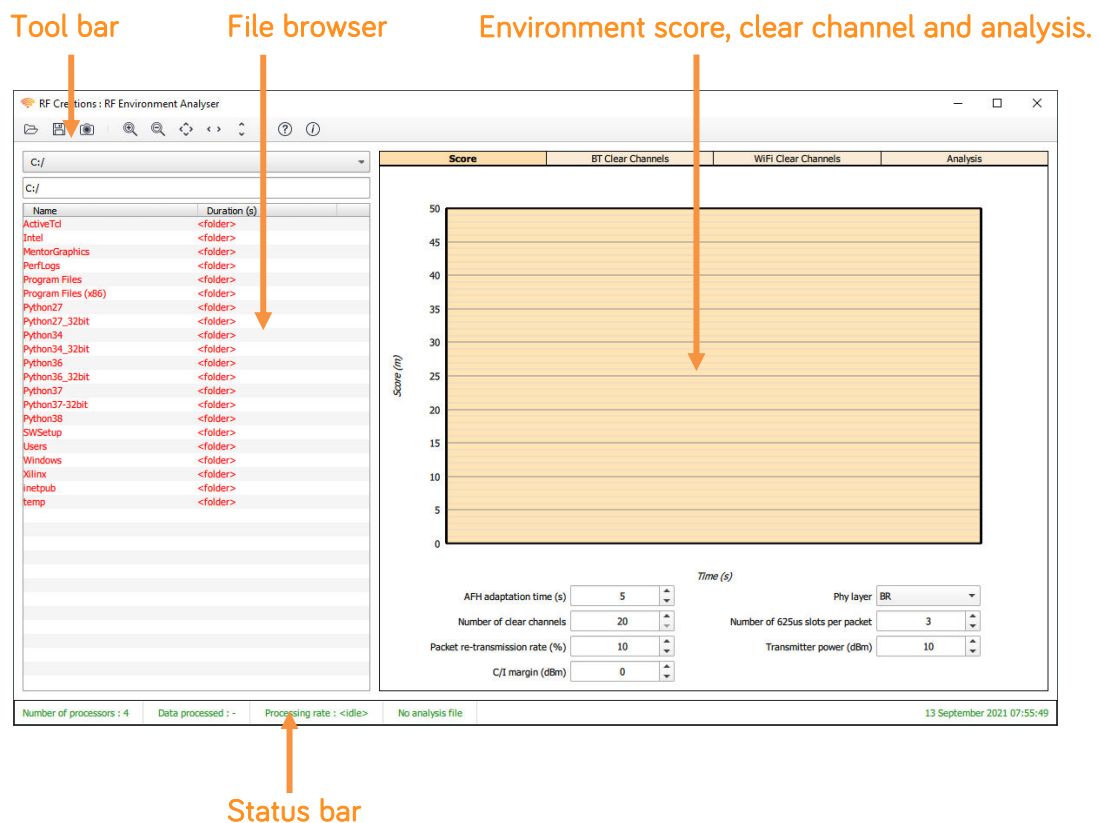 Tool bar
File browser
Environment score, clear channel and analysis.
RF Creations : RF Environment Analyser
C:/
C:/
Name Duration (s)
ActiveTcl <folder>
Intel <folder>
MentorGraphics <folder>
PerfLogs <folder>
Program Files <folder>
Program Files (x86) <folder>
Python27 <folder>
Python27_32bit <folder>
Python34 <folder>
Python34_32bit <folder>
Python36 <folder>
Python36_32bit <folder>
Python37 <folder>
Python37-32bit <folder>
Python38 <folder>
SWSetup <folder>
Users <folder>
Windows <folder>
Xilinx <folder>
inetpub <folder>
temp <folder>
Score BT Clear Channels WiFi Clear Channels Analysis
50
45
40
35
30
25
20
15
10
5
0
Score (m)
Time (s)
AFH adaptation time (s) 5 Phy layer BR
Number of clear channels 20 Number of 625us slots per packet 3
Packet re-transmission rate (%) 10 Transmitter power (dBm) 10
C/I margin (dBm) 0
Number of processors : 4 Data processed : - Processing rate : <idle> No analysis file 13 September 2021 07:55:49
Status bar